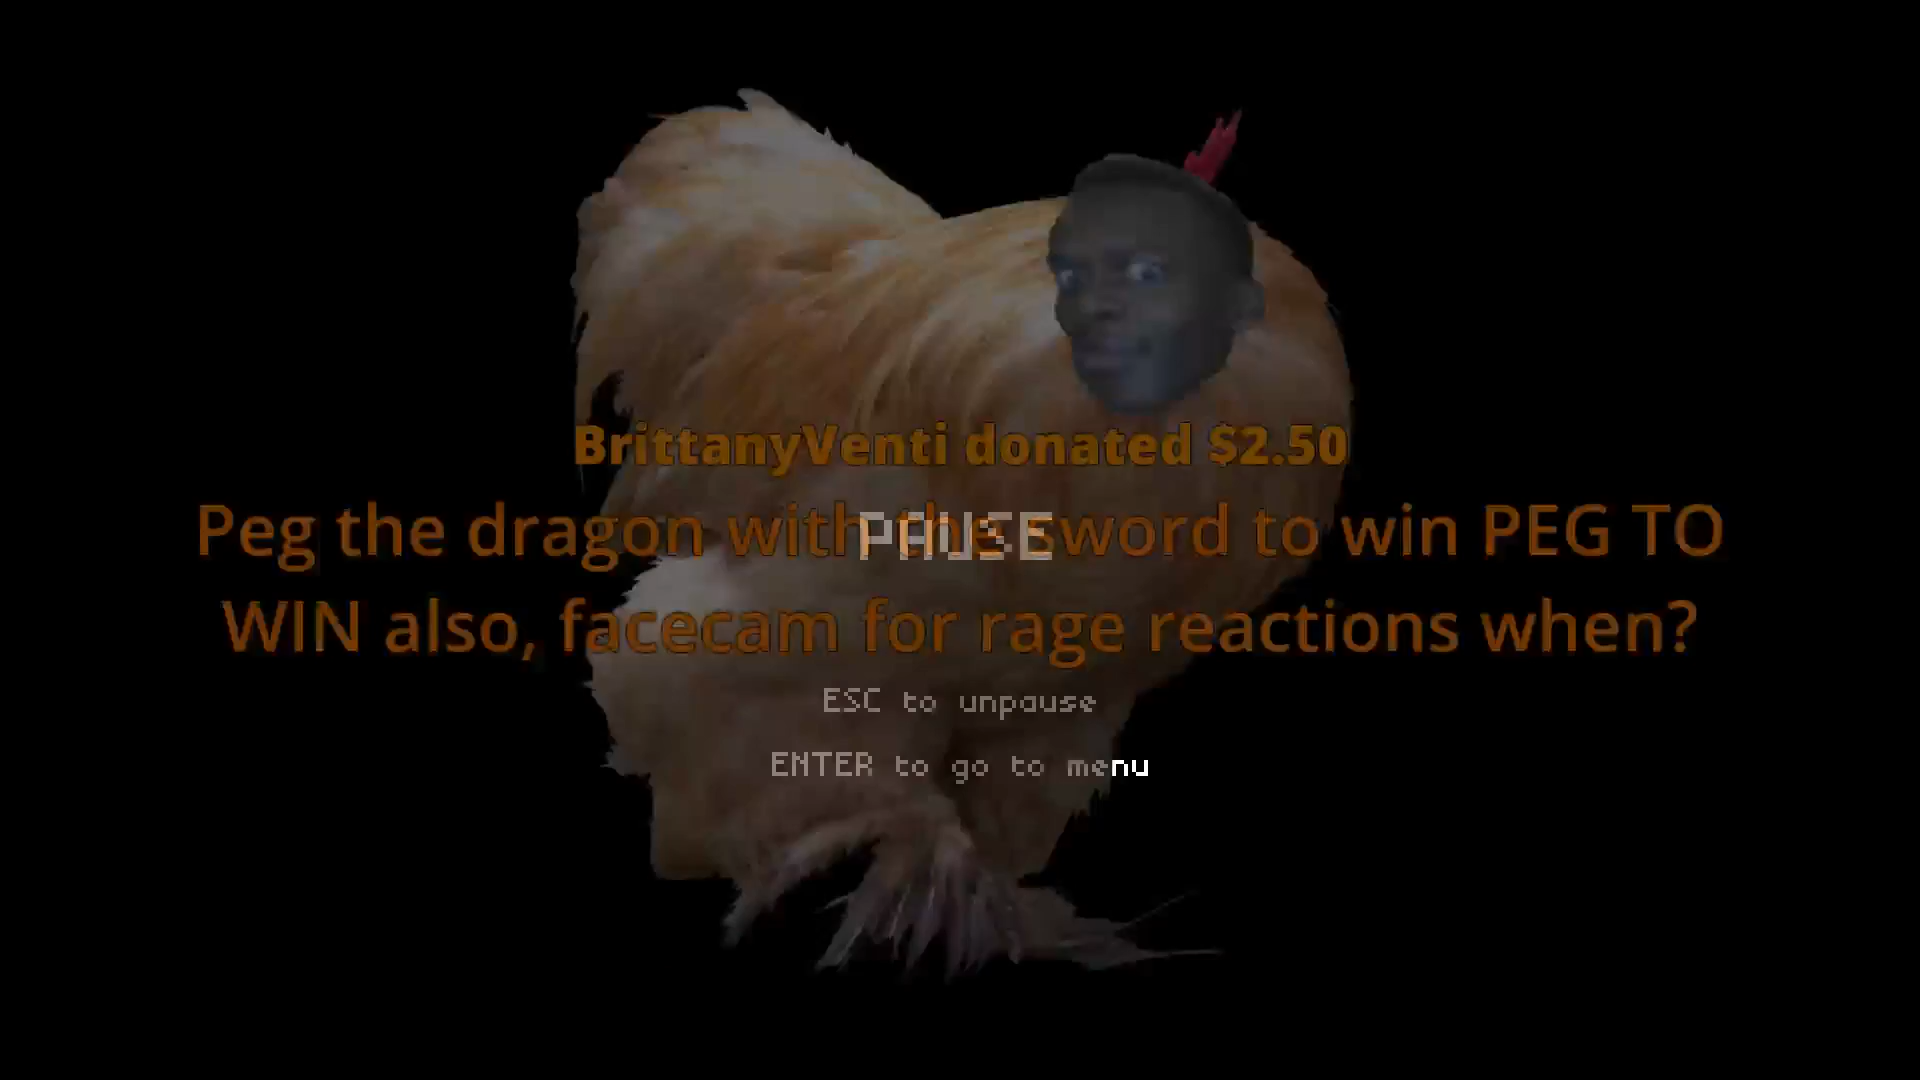 BrittanyVenti donated $2.50
Peg the dragon with the sword to win PEG TO
PAUSE
WIN also, facecam for rage reactions when?
ESC to unpause
ENTER to go to menu